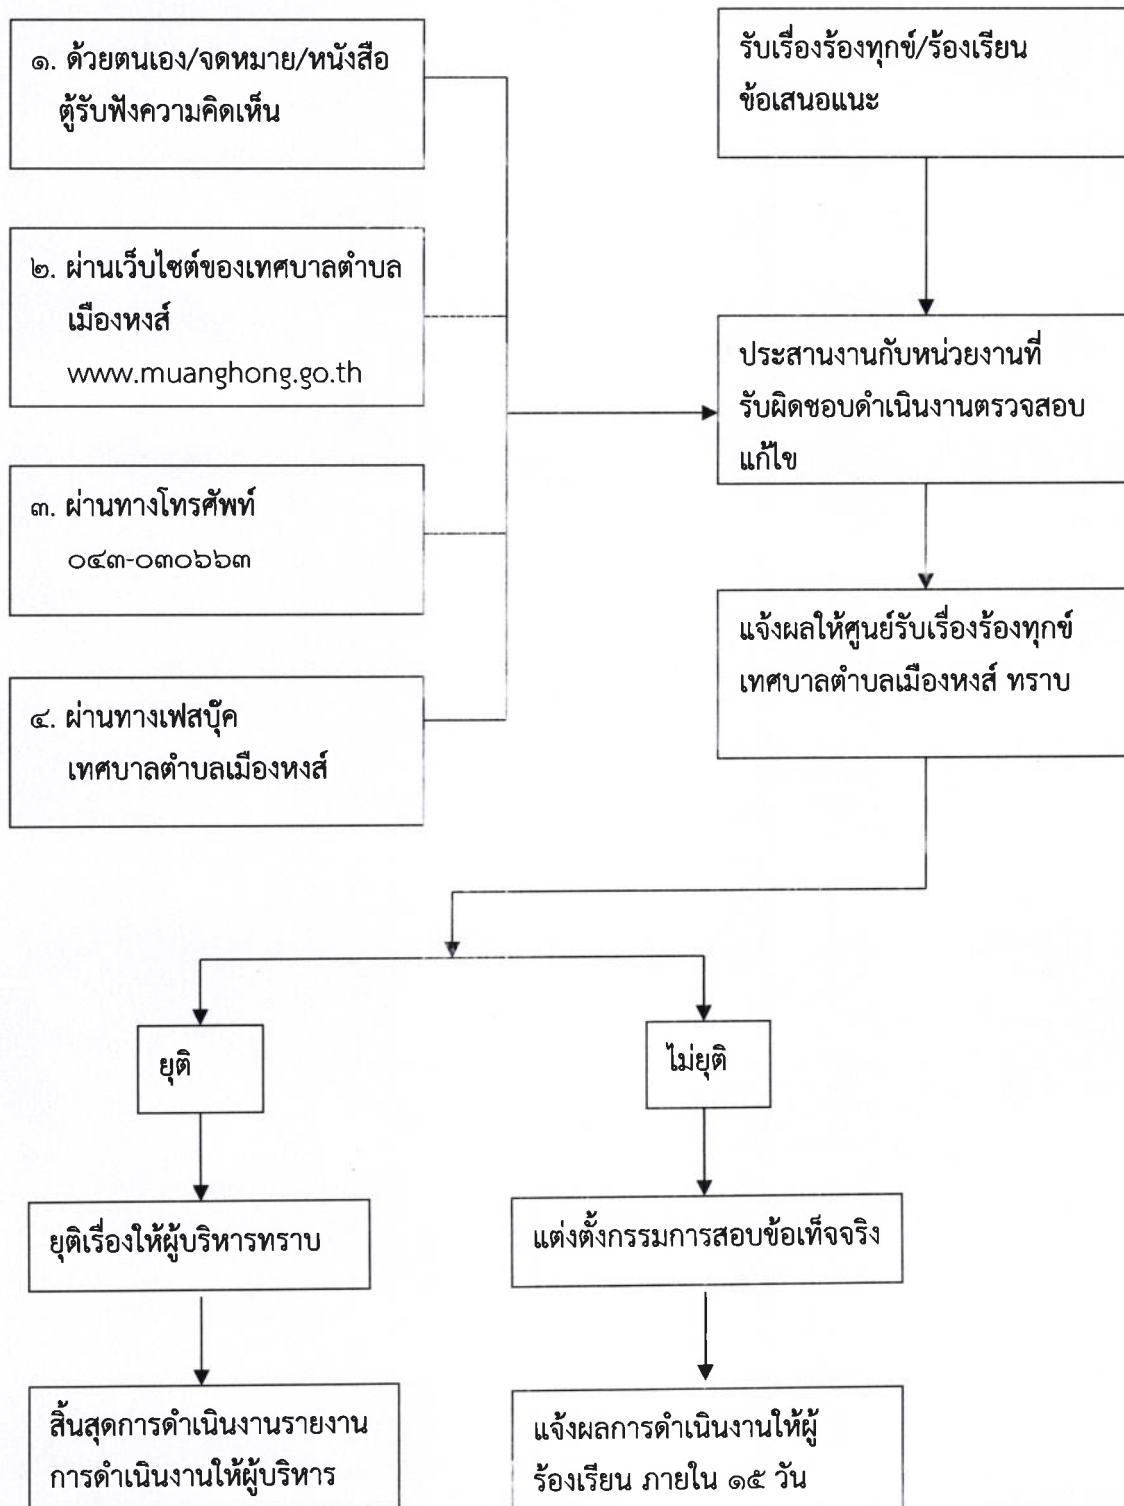 ๑. ด้วยตนเอง/จดหมาย/หนังสือ
ตู้รับฟังความคิดเห็น
๒. ผ่านเว็บไซต์ของเทศบาลตำบล
เมืองหงส์
www.muanghong.go.th
๓. ผ่านทางโทรศัพท์
๐๔๓-๐๓๐๖๖๓
๔. ผ่านทางเฟสบุ๊ค
เทศบาลตำบลเมืองหงส์
รับเรื่องร้องทุกข์/ร้องเรียน
ข้อเสนอแนะ
ประสานงานกับหน่วยงานที่
รับผิดชอบดำเนินงานตรวจสอบ
แก้ไข
แจ้งผลให้ศูนย์รับเรื่องร้องทุกข์
เทศบาลตำบลเมืองหงส์ ทราบ
ยุติ
ไม่ยุติ
ยุติเรื่องให้ผู้บริหารทราบ
แต่งตั้งกรรมการสอบข้อเท็จจริง
สิ้นสุดการดำเนินงานรายงาน
การดำเนินงานให้ผู้บริหาร
แจ้งผลการดำเนินงานให้ผู้
ร้องเรียน ภายใน ๑๕ วัน